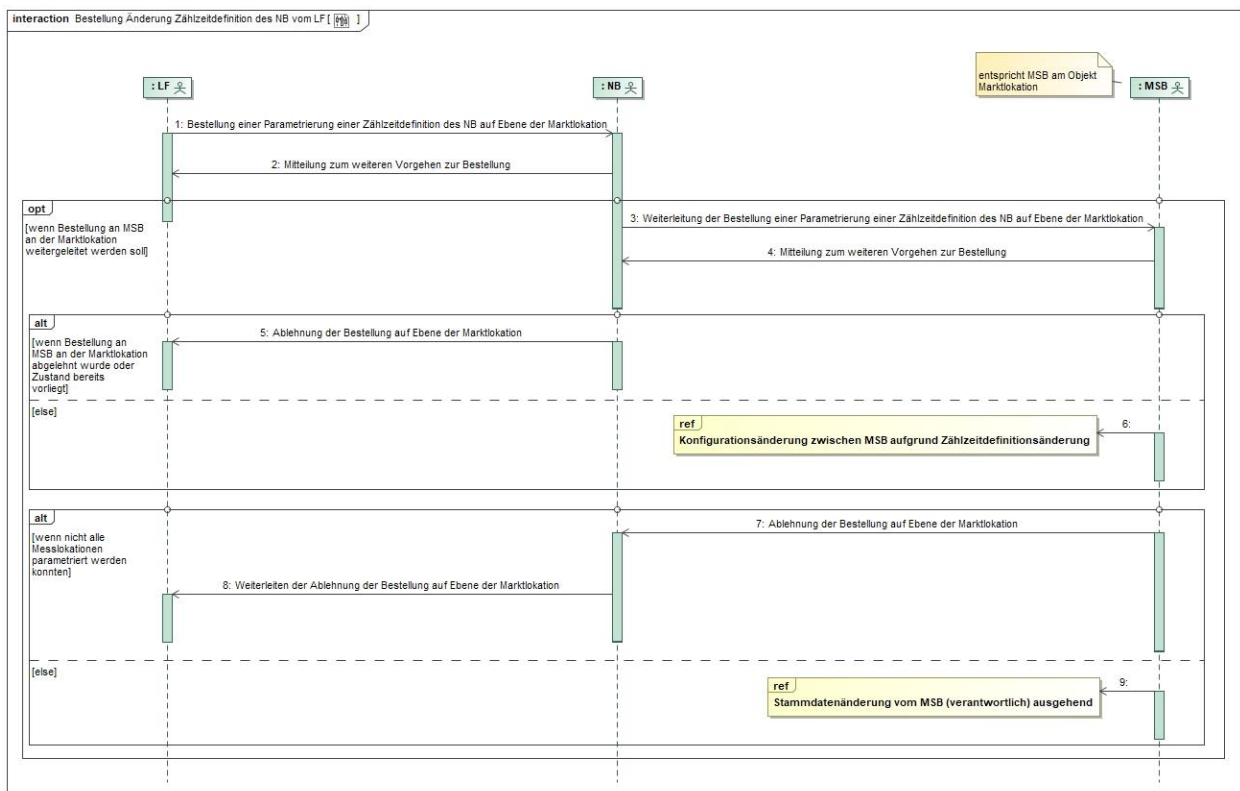 interaction Bestellung Änderung Zählzeitdefinition des NB vom LF [ ]
entspricht MSB am Objekt
Marktlokation
: LF
: NB
: MSB
1: Bestellung einer Parametrierung einer Zählzeitdefinition des NB auf Ebene der Marktlokation
2: Mitteilung zum weiteren Vorgehen zur Bestellung
opt
[wenn Bestellung an MSB
an der Marktlokation
weitergeleitet werden soll]
3: Weiterleitung der Bestellung einer Parametrierung einer Zählzeitdefinition des NB auf Ebene der Marktlokation
4: Mitteilung zum weiteren Vorgehen zur Bestellung
alt
[wenn Bestellung an
MSB an der Marktlokation
abgelehnt wurde oder
Zustand bereits
vorliegt]
5: Ablehnung der Bestellung auf Ebene der Marktlokation
[else]
6:
ref
Konfigurationsänderung zwischen MSB aufgrund Zählzeitdefinitionsänderung
alt
[wenn nicht alle
Messlokationen
parametriert werden
konnten]
7: Ablehnung der Bestellung auf Ebene der Marktlokation
8: Weiterleiten der Ablehnung der Bestellung auf Ebene der Marktlokation
[else]
9:
ref
Stammdatenänderung vom MSB (verantwortlich) ausgehend